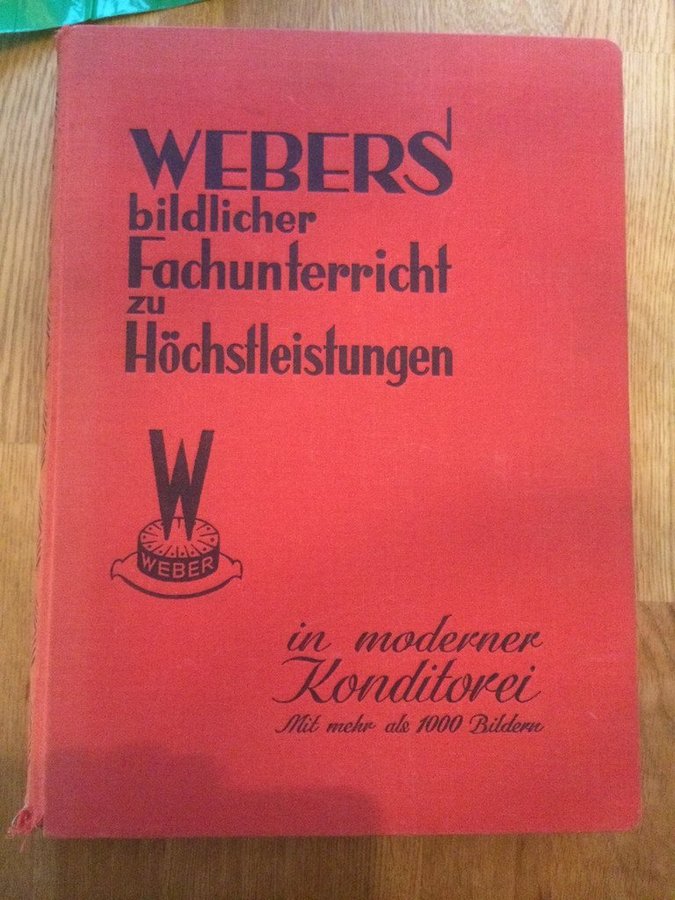 WEBERS
bildlicher
Fachunterricht
zu
Höchstleistungen
W
WEBER
in moderner
Konditorei
Mit mehr als 1000 Bildern